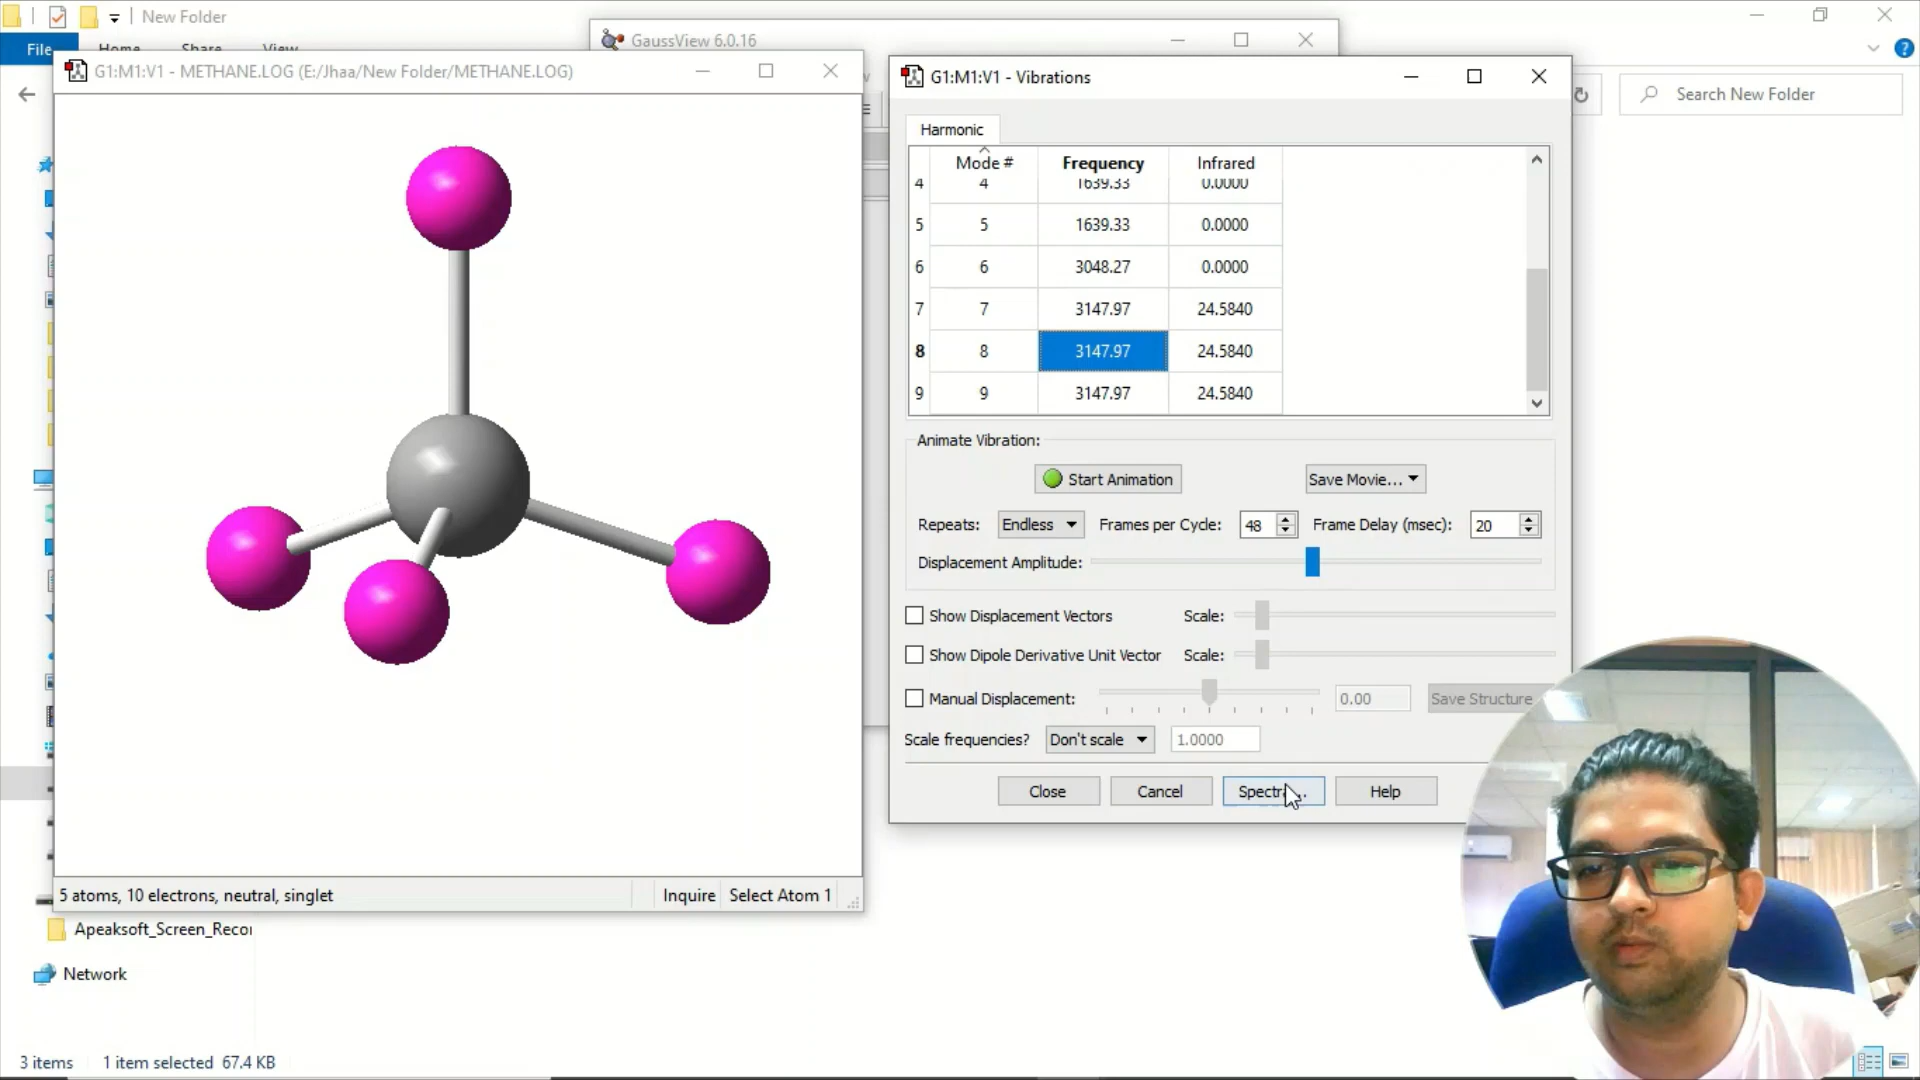 New Folder
File
Home Share View
GaussView 6.0.16
G1:M1:V1 - METHANE.LOG (E:/Jhaa/New Folder/METHANE.LOG)
G1:M1:V1 - Vibrations
Search New Folder
Harmonic
Mode # Frequency Infrared
4 4 1639.33 0.0000
5 5 1639.33 0.0000
6 6 3048.27 0.0000
7 7 3147.97 24.5840
8 8 3147.97 24.5840
9 9 3147.97 24.5840
Animate Vibration:
Start Animation Save Movie...
Repeats: Endless Frames per Cycle: 48 Frame Delay (msec): 20
Displacement Amplitude:
Show Displacement Vectors Scale:
Show Dipole Derivative Unit Vector Scale:
Manual Displacement: 0.00 Save Structure
Scale frequencies? Don't scale 1.0000
Close Cancel Help
5 atoms, 10 electrons, neutral, singlet Inquire Select Atom 1
Apeaksoft_Screen_Recor
Network
3 items 1 item selected 67.4 KB